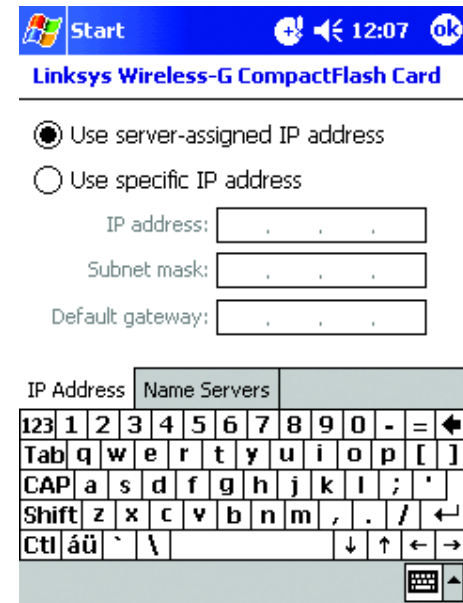 Start 12:07 ok
Linksys Wireless-G CompactFlash Card
Use server-assigned IP address
Use specific IP address
IP address: . . .
Subnet mask: . . .
Default gateway: . . .
IP Address Name Servers
123 1 2 3 4 5 6 7 8 9 0 - = ←
Tab q w e r t y u i o p [ ]
CAP a s d f g h j k l ; '
Shift z x c v b n m , . / ↵
Ctl áü ` \ ↓ ↑ ← →